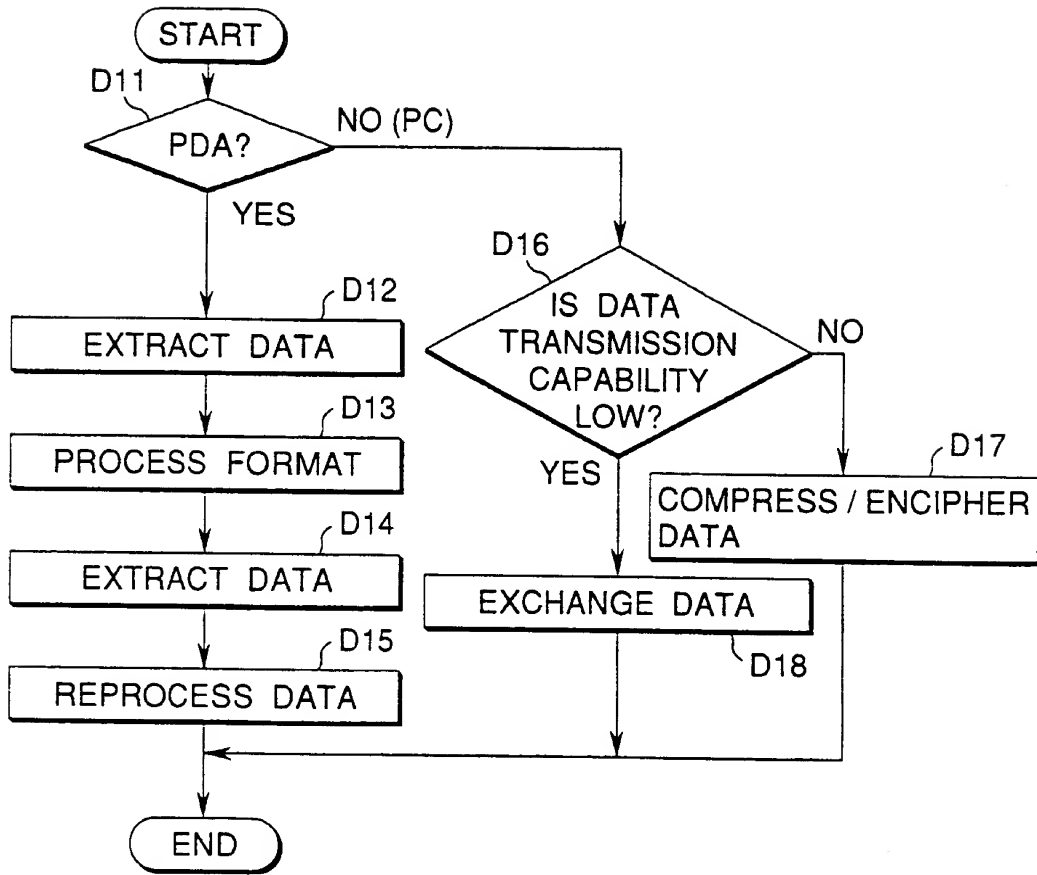 START
D11
PDA?
NO (PC)
YES
D12
EXTRACT DATA
D13
PROCESS FORMAT
D14
EXTRACT DATA
D15
REPROCESS DATA
D16
IS DATA
TRANSMISSION
CAPABILITY
LOW?
NO
YES
D17
COMPRESS / ENCIPHER
DATA
EXCHANGE DATA
D18
END